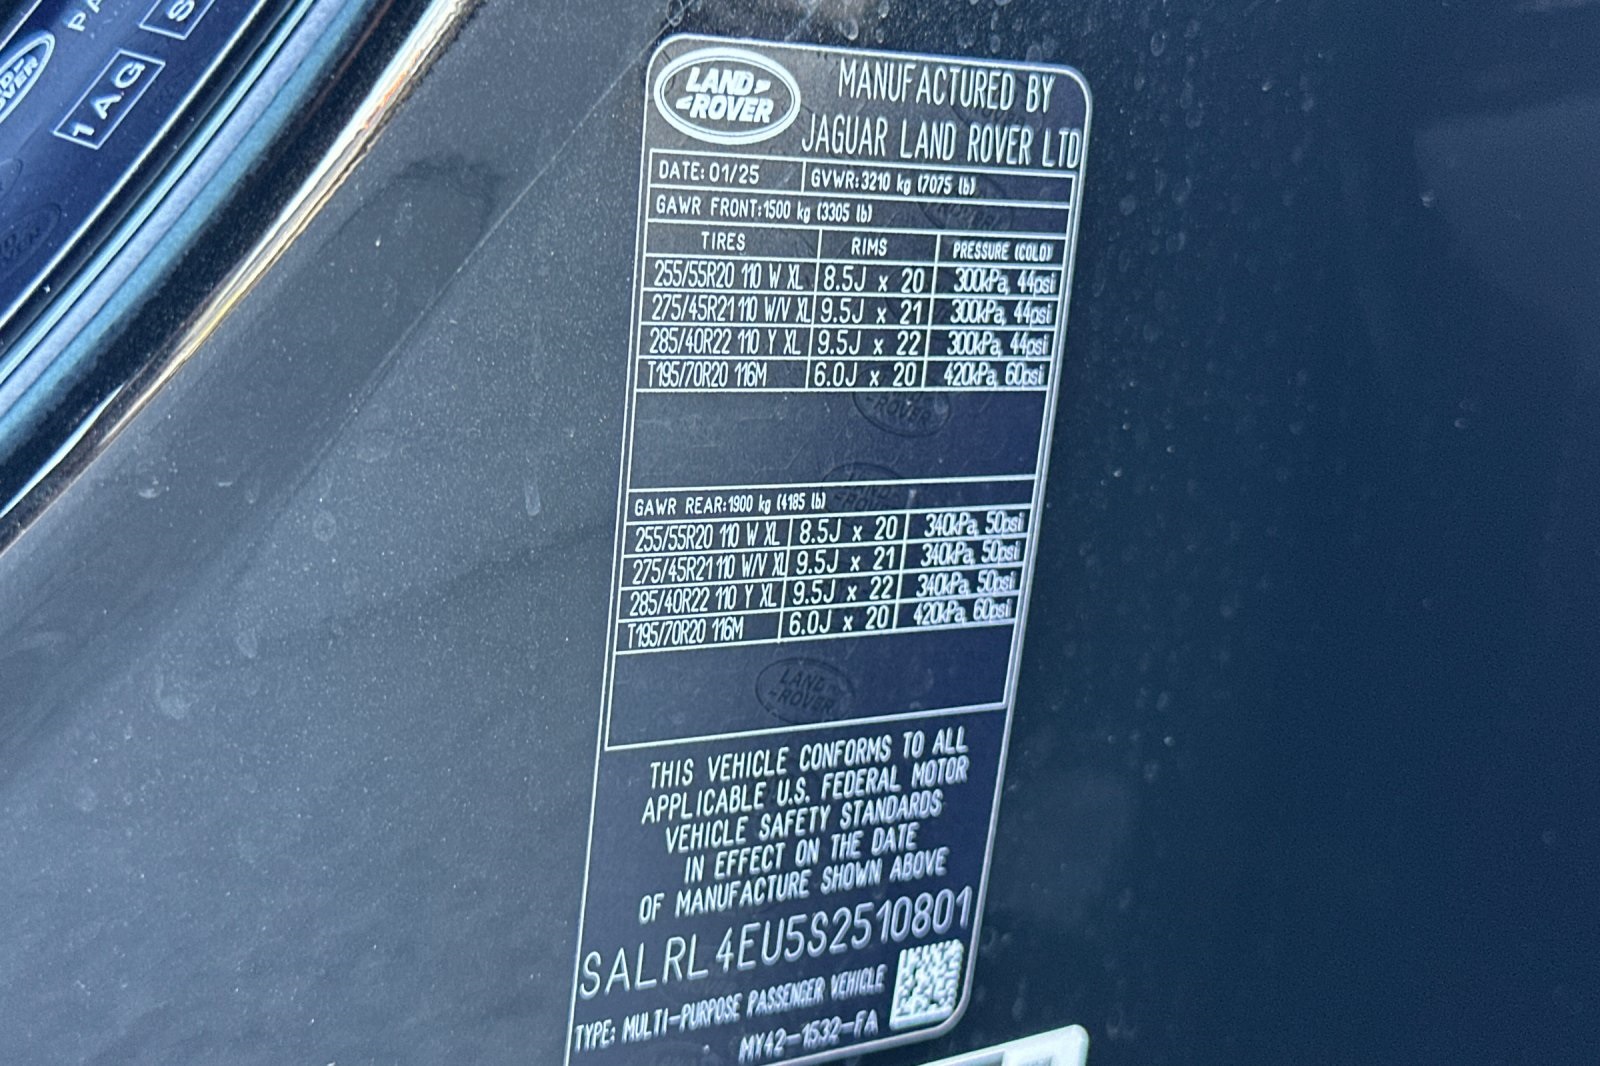 PA
1 A.G
S
LAND ROVER
MANUFACTURED BY
JAGUAR LAND ROVER LTD
DATE: 01/25 GVWR:3210 kg (7075 lb)
GAWR FRONT:1500 kg (3305 lb)
TIRES RIMS PRESSURE (COLD)
255/55R20 110 W XL 8.5J x 20 300kPa, 44psi
275/45R21 110 W/V XL 9.5J x 21 300kPa, 44psi
285/40R22 110 Y XL 9.5J x 22 300kPa, 44psi
T195/70R20 116M 6.0J x 20 420kPa, 60psi
GAWR REAR:1900 kg (4185 lb)
255/55R20 110 W XL 8.5J x 20 340kPa, 50psi
275/45R21 110 W/V XL 9.5J x 21 340kPa, 50psi
285/40R22 110 Y XL 9.5J x 22 340kPa, 50psi
T195/70R20 116M 6.0J x 20 420kPa, 60psi
LAND ROVER
THIS VEHICLE CONFORMS TO ALL
APPLICABLE U.S. FEDERAL MOTOR
VEHICLE SAFETY STANDARDS
IN EFFECT ON THE DATE
OF MANUFACTURE SHOWN ABOVE
SALRL4EU5S2510801
TYPE: MULTI-PURPOSE PASSENGER VEHICLE
MY42-1532-FA